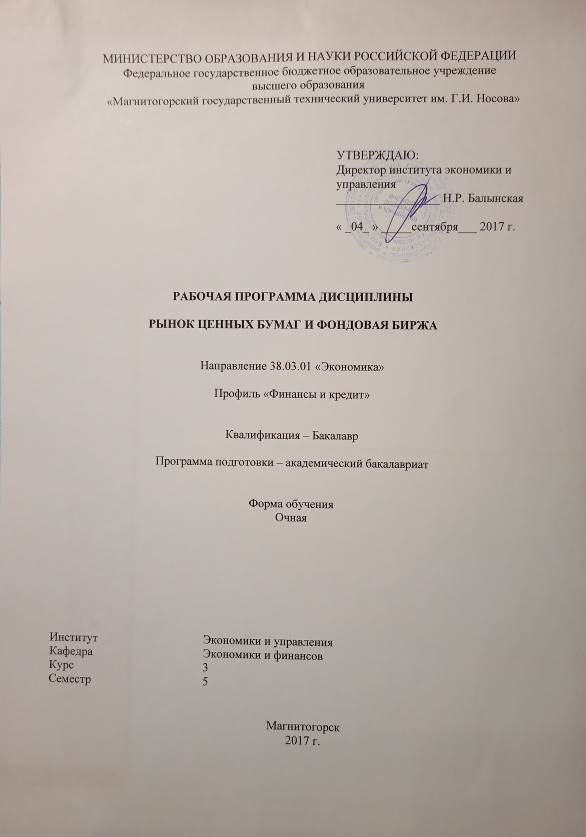 МИНИСТЕРСТВО ОБРАЗОВАНИЯ И НАУКИ РОССИЙСКОЙ ФЕДЕРАЦИИ
Федеральное государственное бюджетное образовательное учреждение
высшего образования
«Магнитогорский государственный технический университет им. Г.И. Носова»
УТВЕРЖДАЮ:
Директор института экономики и
управления
_________________ Н.Р. Балынская
« _04_ » _____сентября___ 2017 г.
РАБОЧАЯ ПРОГРАММА ДИСЦИПЛИНЫ
РЫНОК ЦЕННЫХ БУМАГ И ФОНДОВАЯ БИРЖА
Направление 38.03.01 «Экономика»
Профиль «Финансы и кредит»
Квалификация – Бакалавр
Программа подготовки – академический бакалавриат
Форма обучения
Очная
Институт Экономики и управления
Кафедра Экономики и финансов
Курс 3
Семестр 5
Магнитогорск
2017 г.